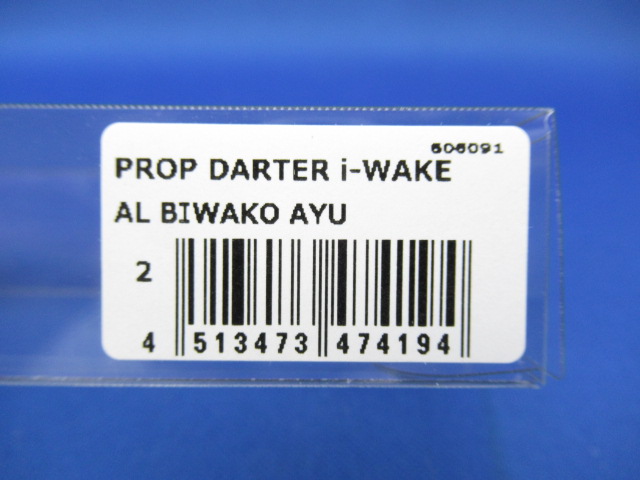 606091
PROP DARTER i-WAKE
AL BIWAKO AYU
2
4 513473 474194